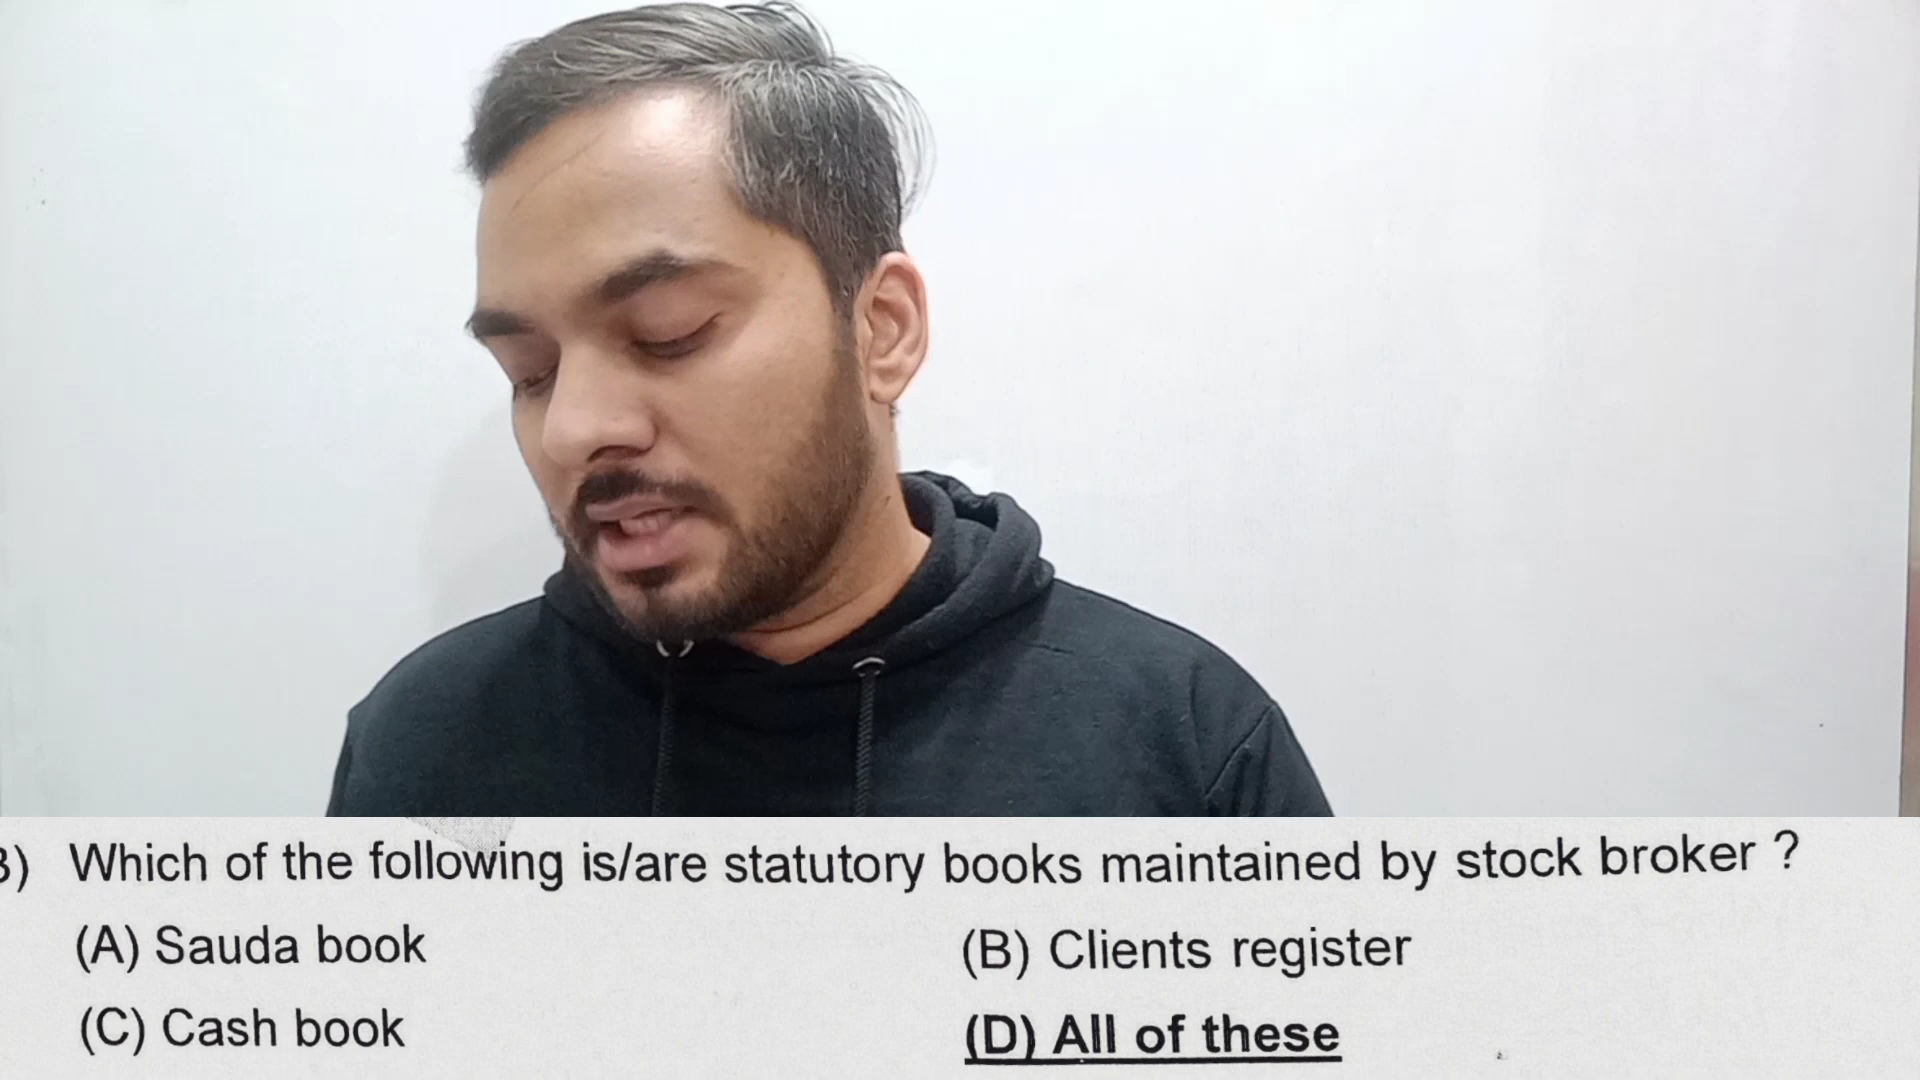 3) Which of the following is/are statutory books maintained by stock broker ?
(A) Sauda book
(B) Clients register
(C) Cash book
(D) All of these